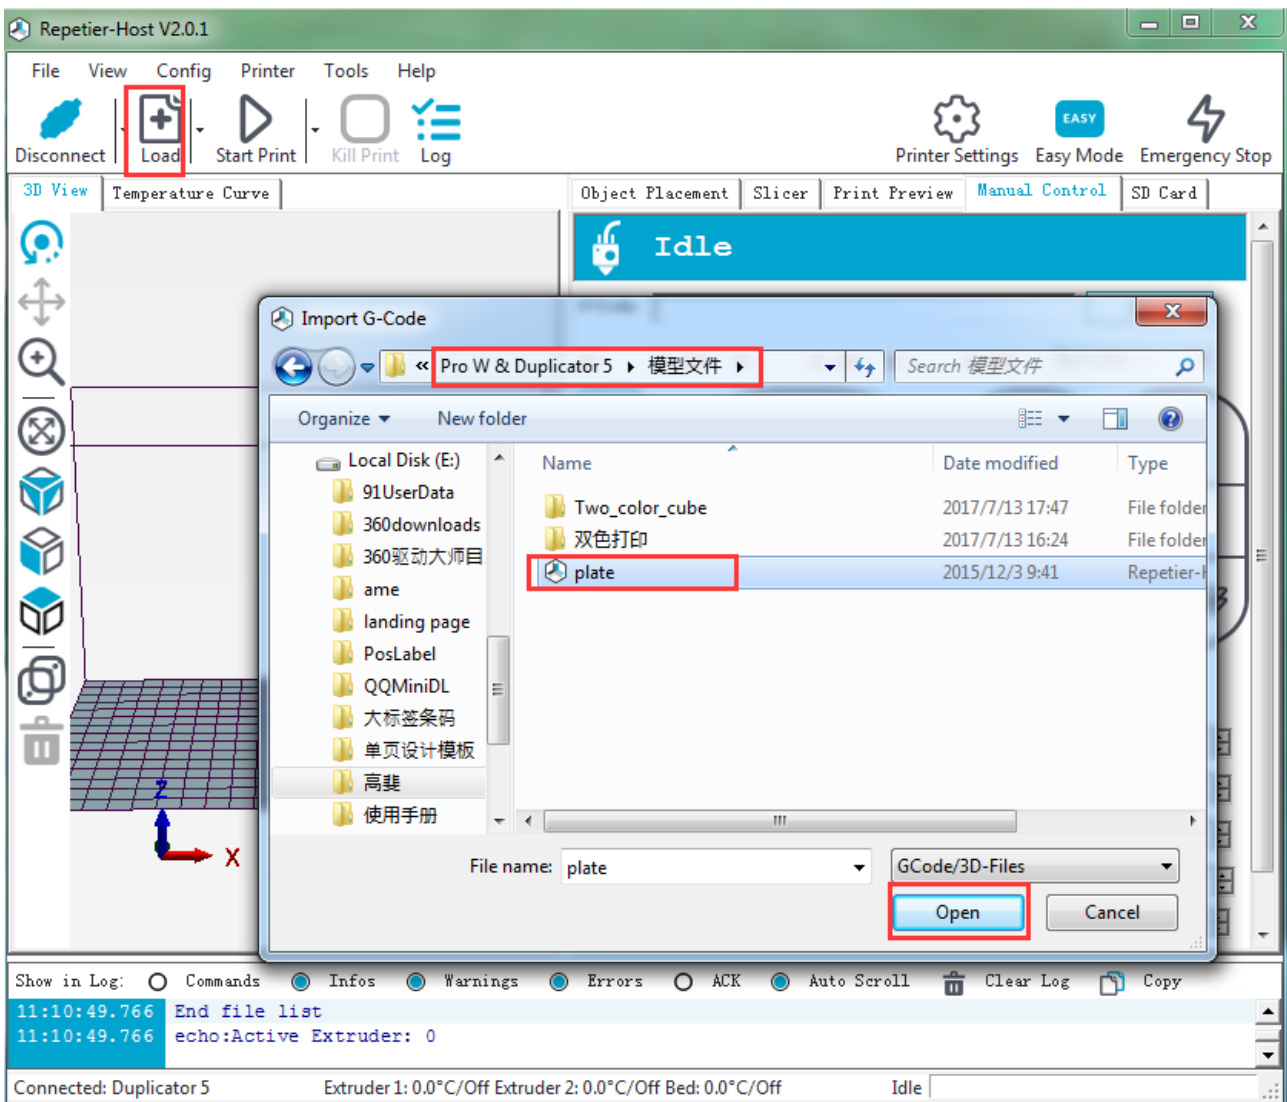 Repetier-Host V2.0.1
File View Config Printer Tools Help
Disconnect Load Start Print Kill Print Log Printer Settings Easy Mode Emergency Stop
EASY
3D View Temperature Curve Object Placement Slicer Print Preview Manual Control SD Card
Idle
Import G-Code
« Pro W & Duplicator 5 模型文件 Search 模型文件
Organize New folder
Local Disk (E:) Name Date modified Type
91UserData
Two_color_cube 2017/7/13 17:47 File folder
360downloads
双色打印 2017/7/13 16:24 File folder
360驱动大师目
plate 2015/12/3 9:41 Repetier-H
ame
landing page
PosLabel
QQMiniDL
大标签条码
单页设计模板
高斐
使用手册
Z
X
File name: plate GCode/3D-Files
Open Cancel
Show in Log: Commands Infos Warnings Errors ACK Auto Scroll Clear Log Copy
11:10:49.766 End file list
11:10:49.766 echo:Active Extruder: 0
Connected: Duplicator 5 Extruder 1: 0.0°C/Off Extruder 2: 0.0°C/Off Bed: 0.0°C/Off Idle